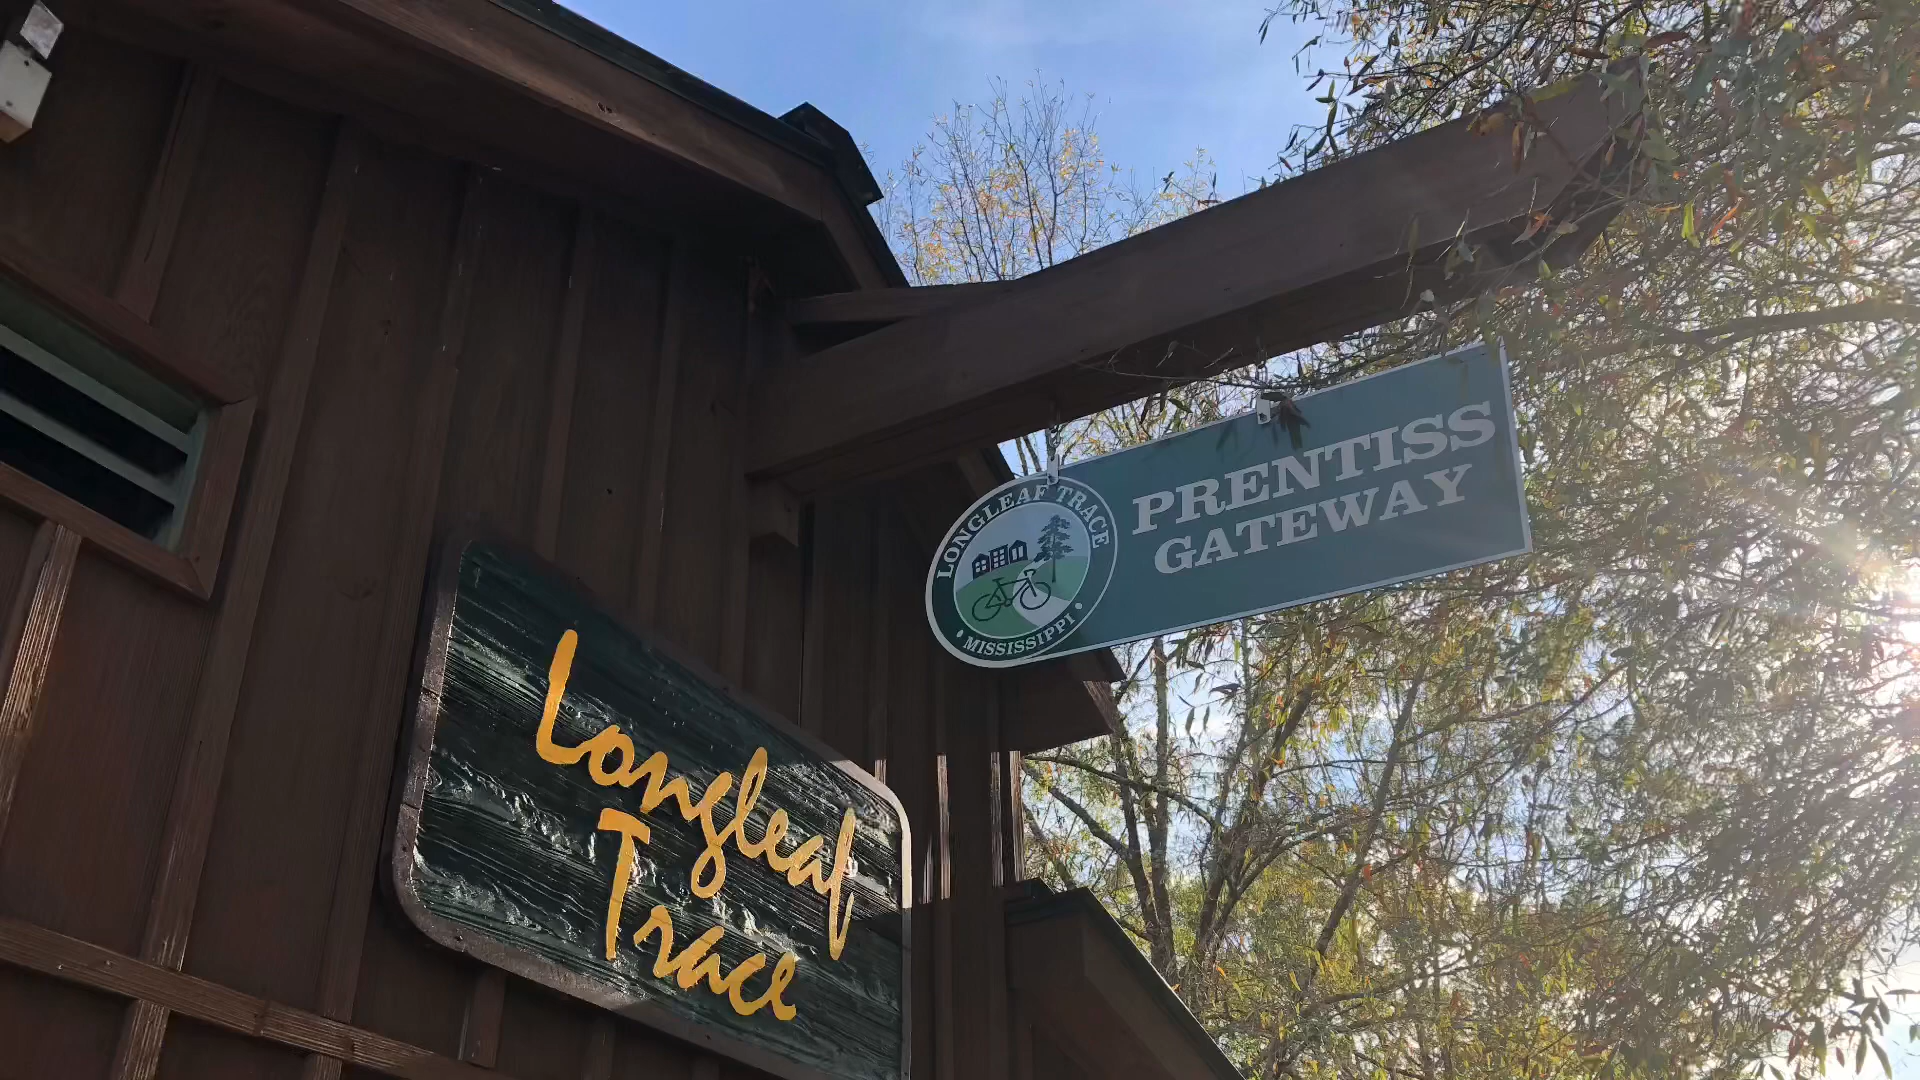 LONGLEAF TRACE
MISSISSIPPI
PRENTISS
GATEWAY
Longleaf
Trace